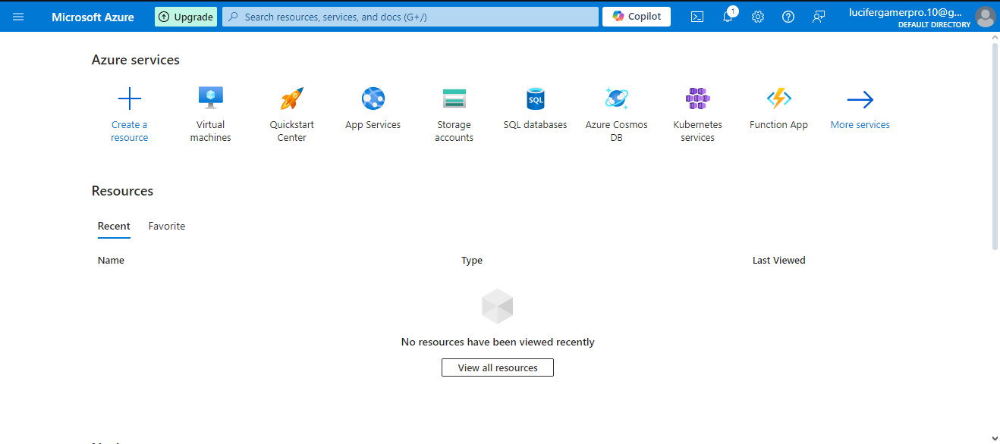 Microsoft Azure
Upgrade
Search resources, services, and docs (G+/)
Copilot
1
lucifergamerpro.10@g...
DEFAULT DIRECTORY
Azure services
Create a
resource
Virtual
machines
Quickstart
Center
App Services
Storage
accounts
SQL
SQL databases
Azure Cosmos
DB
Kubernetes
services
Function App
More services
Resources
Recent
Favorite
Name
Type
Last Viewed
No resources have been viewed recently
View all resources